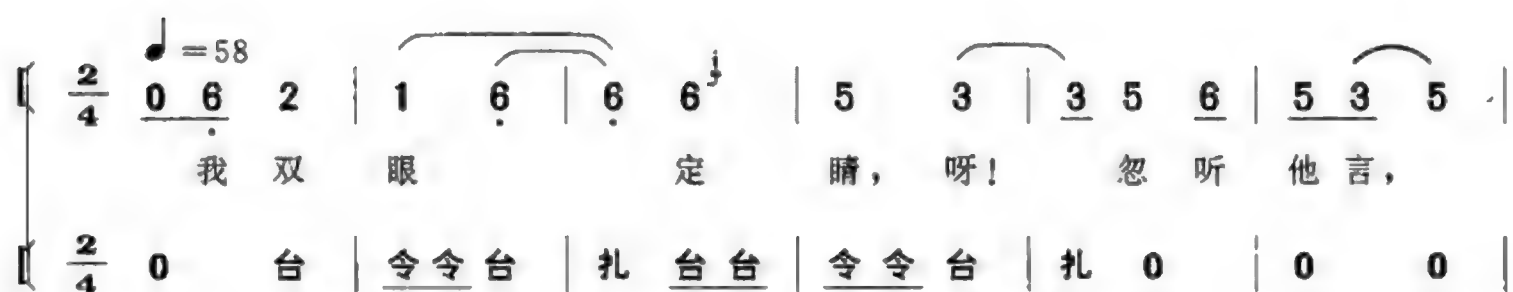 ♩=58
2/4 0 6 2 | 1 6 | 6 6 i | 5 3 | 3 5 6 | 5 3 5 |
我 双 眼 定 睛， 呀！ 忽 听 他 言，
2/4 0 台 | 令 令 台 | 扎 台 台 | 令 令 台 | 扎 0 | 0 0 |